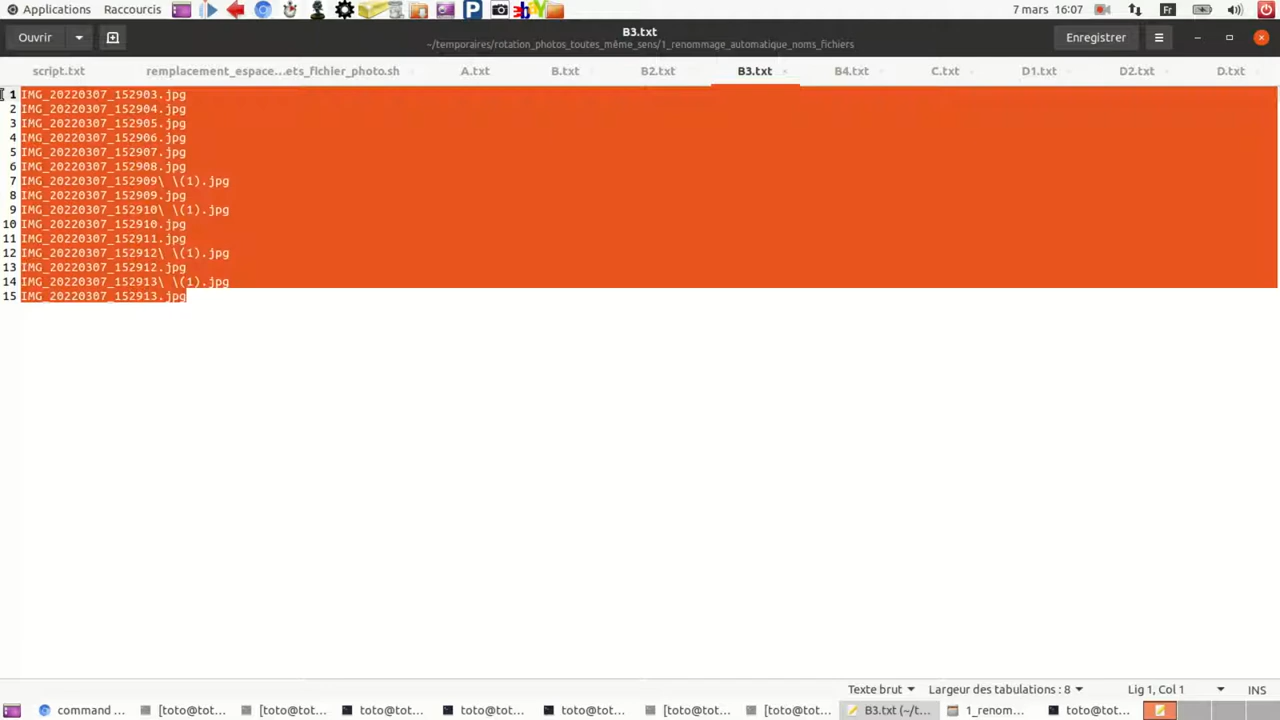 Applications Raccourcis 7 mars 16:07 Fr
Ouvrir B3.txt Enregistrer
~/temporaires/rotation_photos_toutes_même_sens/1_renommage_automatique_noms_fichiers
script.txt remplacement_espace...ets_fichier_photo.sh A.txt B.txt B2.txt B3.txt B4.txt C.txt D1.txt D2.txt D.txt
1 IMG_20220307_152903.jpg
2 IMG_20220307_152904.jpg
3 IMG_20220307_152905.jpg
4 IMG_20220307_152906.jpg
5 IMG_20220307_152907.jpg
6 IMG_20220307_152908.jpg
7 IMG_20220307_152909\ \(1).jpg
8 IMG_20220307_152909.jpg
9 IMG_20220307_152910\ \(1).jpg
10 IMG_20220307_152910.jpg
11 IMG_20220307_152911.jpg
12 IMG_20220307_152912\ \(1).jpg
13 IMG_20220307_152912.jpg
14 IMG_20220307_152913\ \(1).jpg
15 IMG_20220307_152913.jpg
Texte brut Largeur des tabulations : 8 Lig 1, Col 1 INS
command ... [toto@tot... [toto@tot... toto@tot... toto@tot... toto@tot... [toto@tot... [toto@tot... B3.txt (~/t... 1_renom... toto@tot...